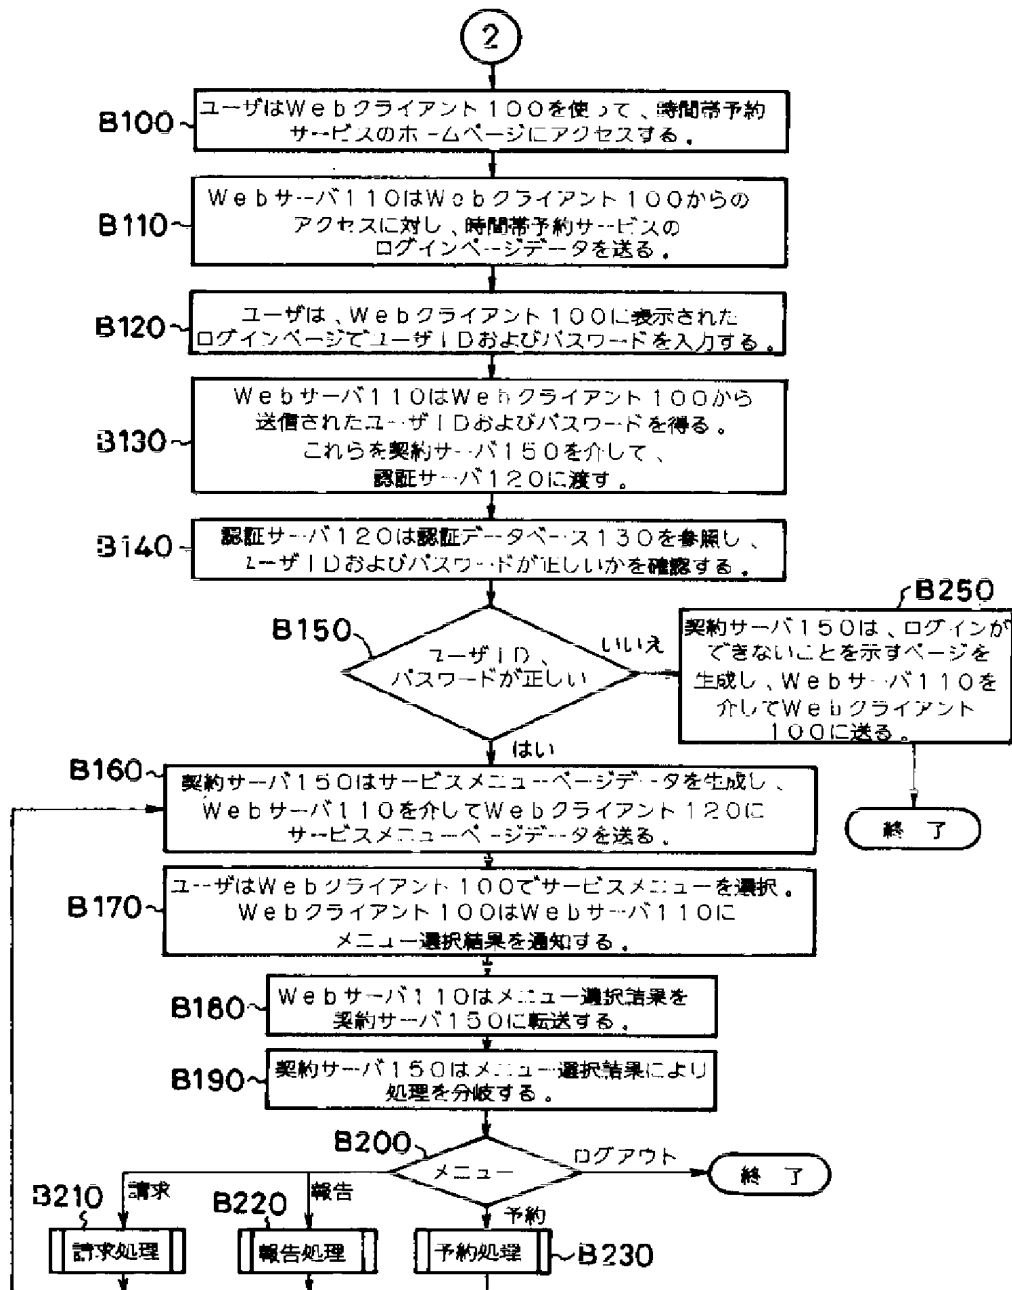 2
B100
ユーザはWebクライアント100を使って、時間帯予約
サービスのホームページにアクセスする。
B110
Webサーバ110はWebクライアント100からの
アクセスに対し、時間帯予約サービスの
ログインページデータを送る。
B120
ユーザは、Webクライアント100に表示された
ログインページでユーザIDおよびパスワードを入力する。
B130
Webサーバ110はWebクライアント100から
送信されたユーザIDおよびパスワードを得る。
これらを契約サーバ150を介して、
認証サーバ120に渡す。
B140
認証サーバ120は認証データベース130を参照し、
ユーザIDおよびパスワードが正しいかを確認する。
B150
ユーザID、
パスワードが正しい
いいえ
はい
B250
契約サーバ150は、ログインが
できないことを示すページを
生成し、Webサーバ110を
介してWebクライアント
100に送る。
終了
B160
契約サーバ150はサービスメニューページデータを生成し、
Webサーバ110を介してWebクライアント120に
サービスメニューページデータを送る。
B170
ユーザはWebクライアント100でサービスメニューを選択。
Webクライアント100はWebサーバ110に
メニュー選択結果を通知する。
B180
Webサーバ110はメニュー選択結果を
契約サーバ150に転送する。
B190
契約サーバ150はメニュー選択結果により
処理を分岐する。
B200
メニュー
ログアウト
終了
請求
報告
予約
B210
請求処理
B220
報告処理
予約処理
B230